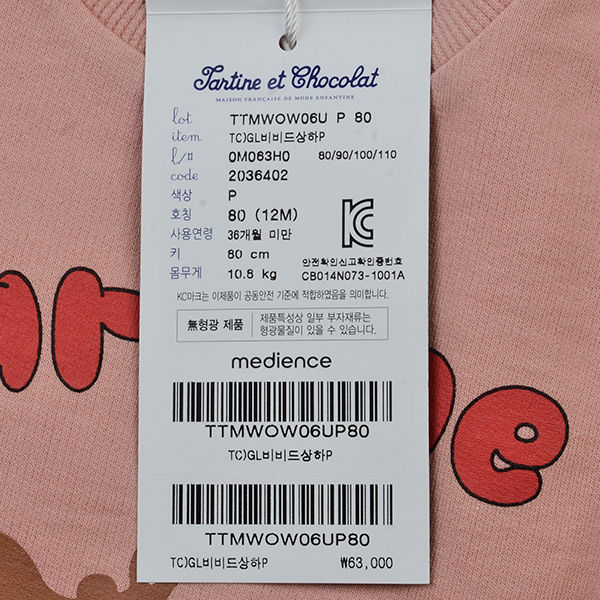 Tartine et Chocolat
MAISON FRANÇAISE DE MODE ENFANTINE
lot TTMWOW06U P 80
item TC)GL비비드상하P
l/# 0M063H0 80/90/100/110
code 2036402
색상 P
호칭 80 (12M)
사용연령 36개월 미만
키 80 cm
몸무게 10.8 kg
안전확인신고확인증번호
CB014N073-1001A
KC마크는 이제품이 공통안전 기준에 적합하였음을 의미합니다.
無형광 제품
제품특성상 일부 부자재류는
형광물질이 있을 수 있습니다.
medience
TTMWOW06UP80
TC)GL비비드상하P
TTMWOW06UP80
TC)GL비비드상하P ₩63,000